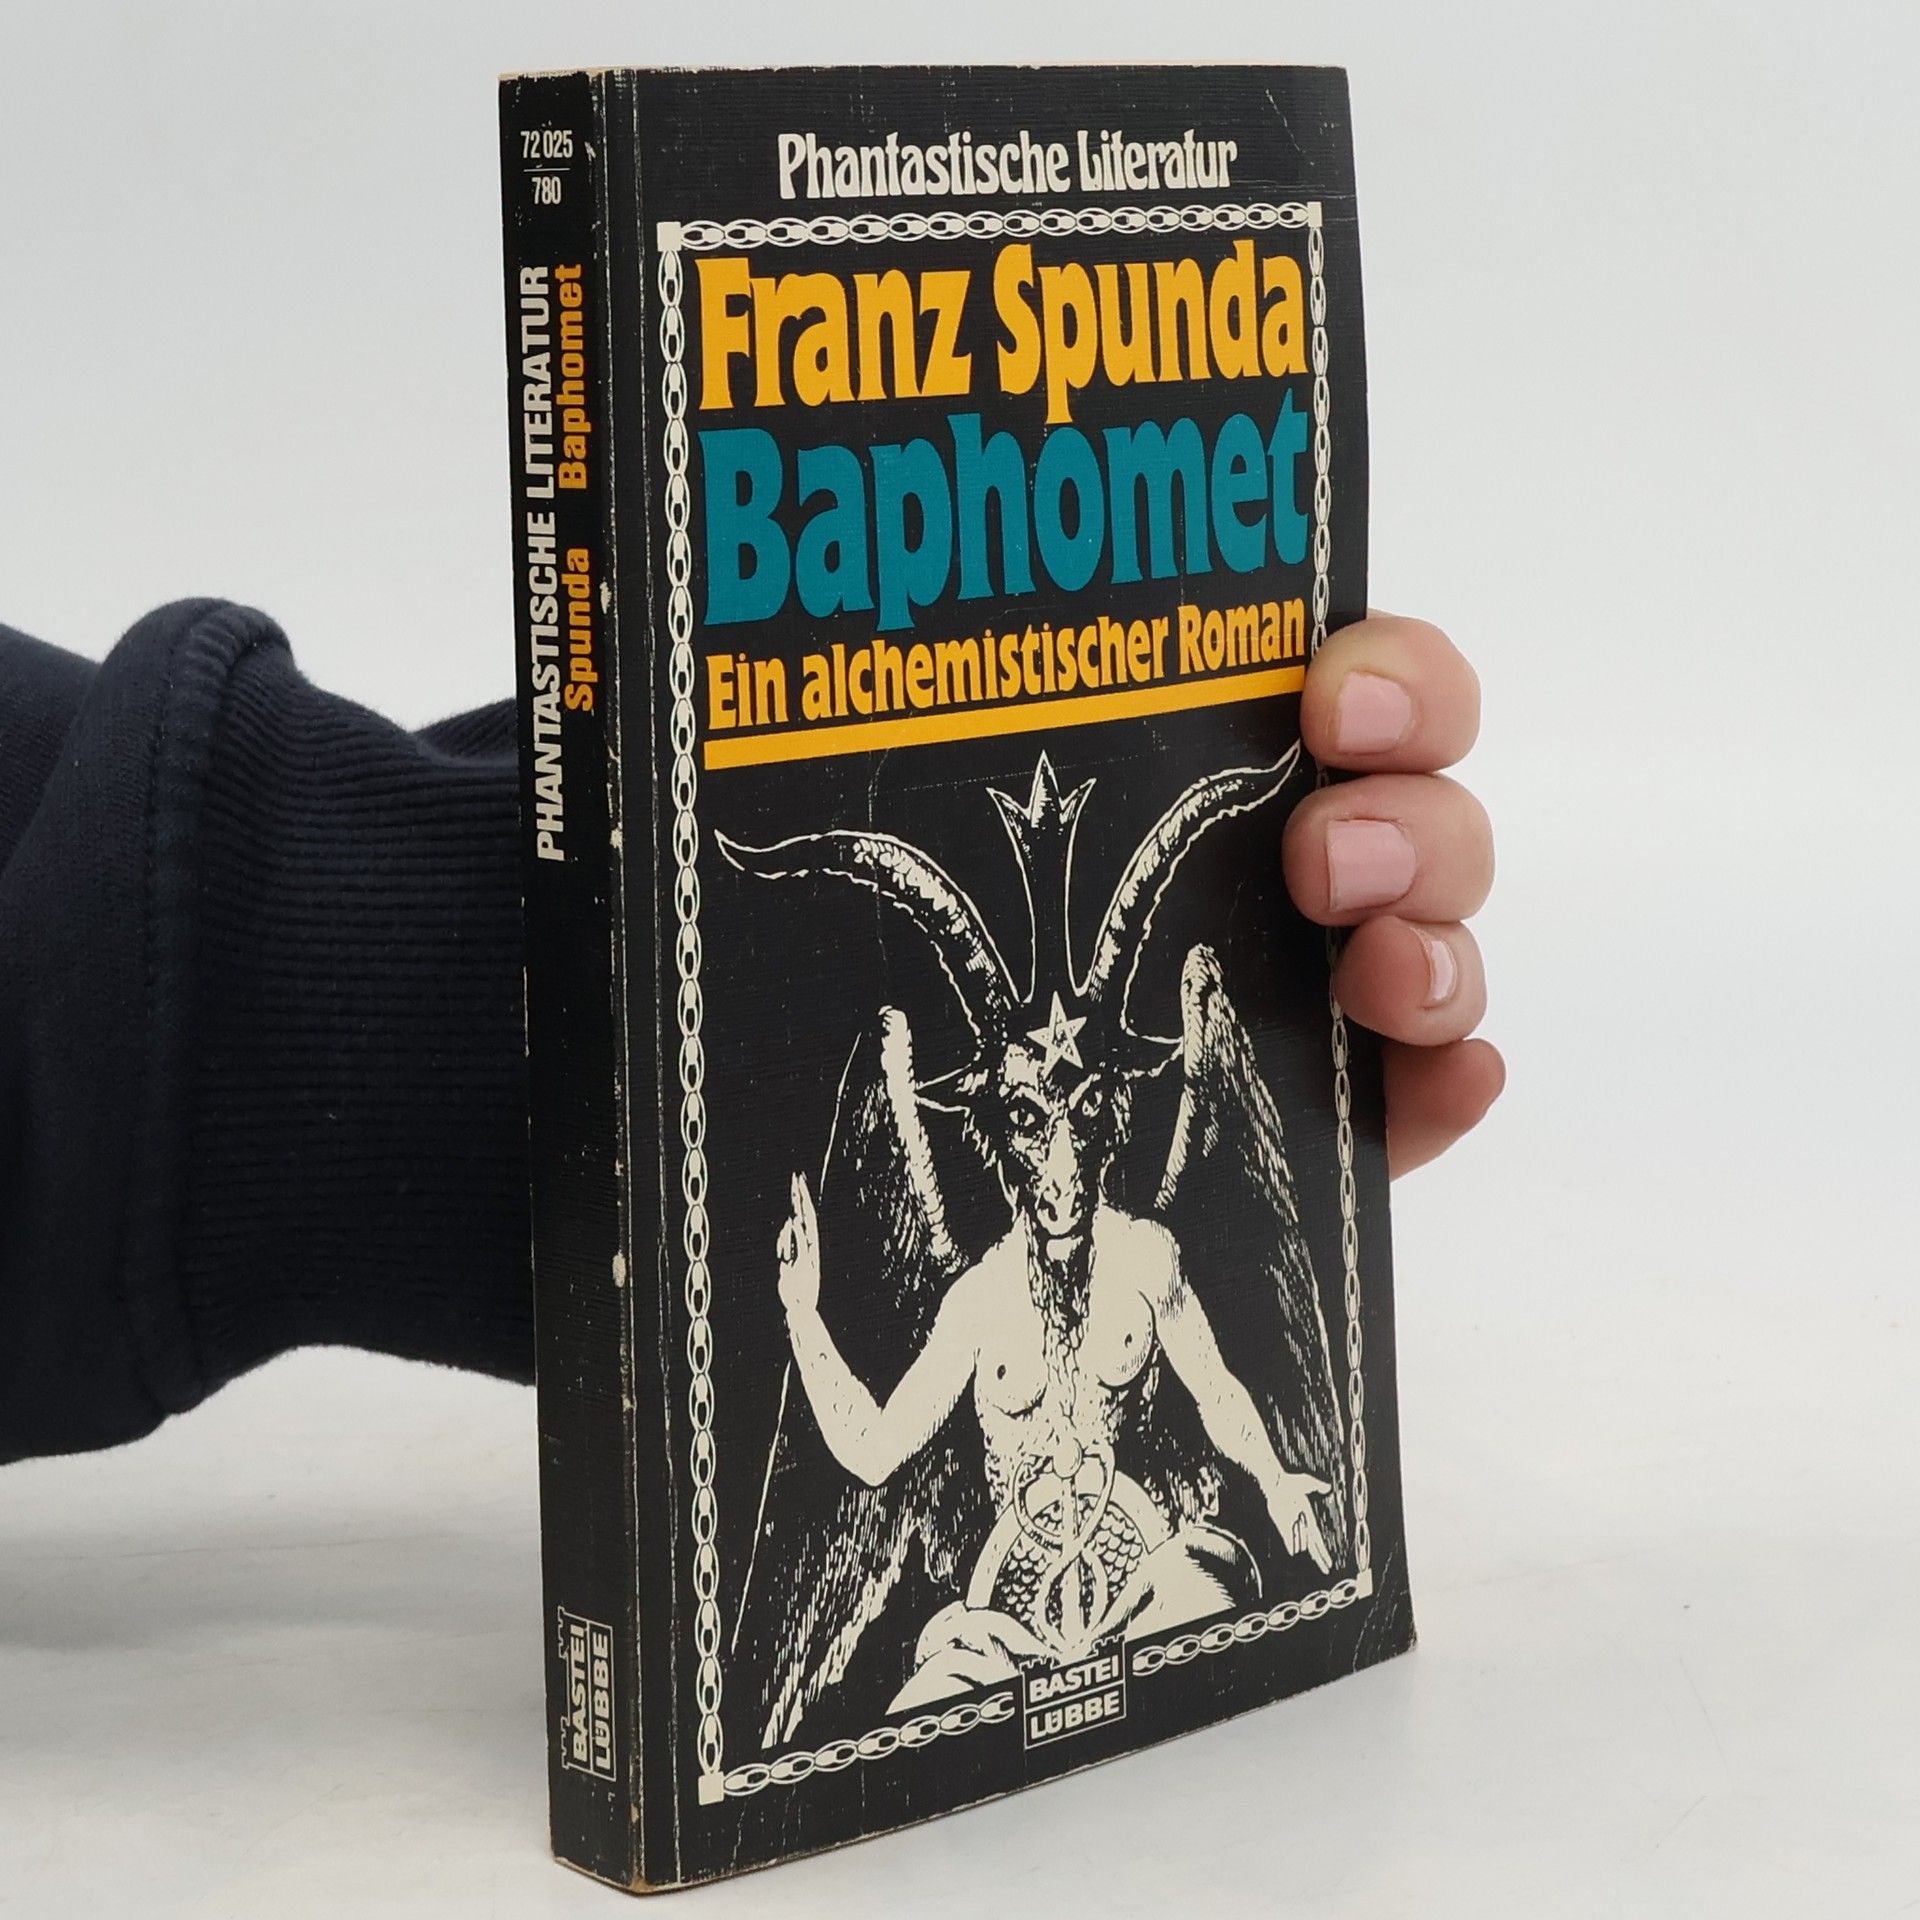 72 025
780
PHANTASTISCHE LITERATUR
Spunda Baphomet
BASTEI
LÜBBE
Phantastische Literatur
Franz Spunda
Baphomet
Ein alchemistischer Roman
BASTEI
LÜBBE